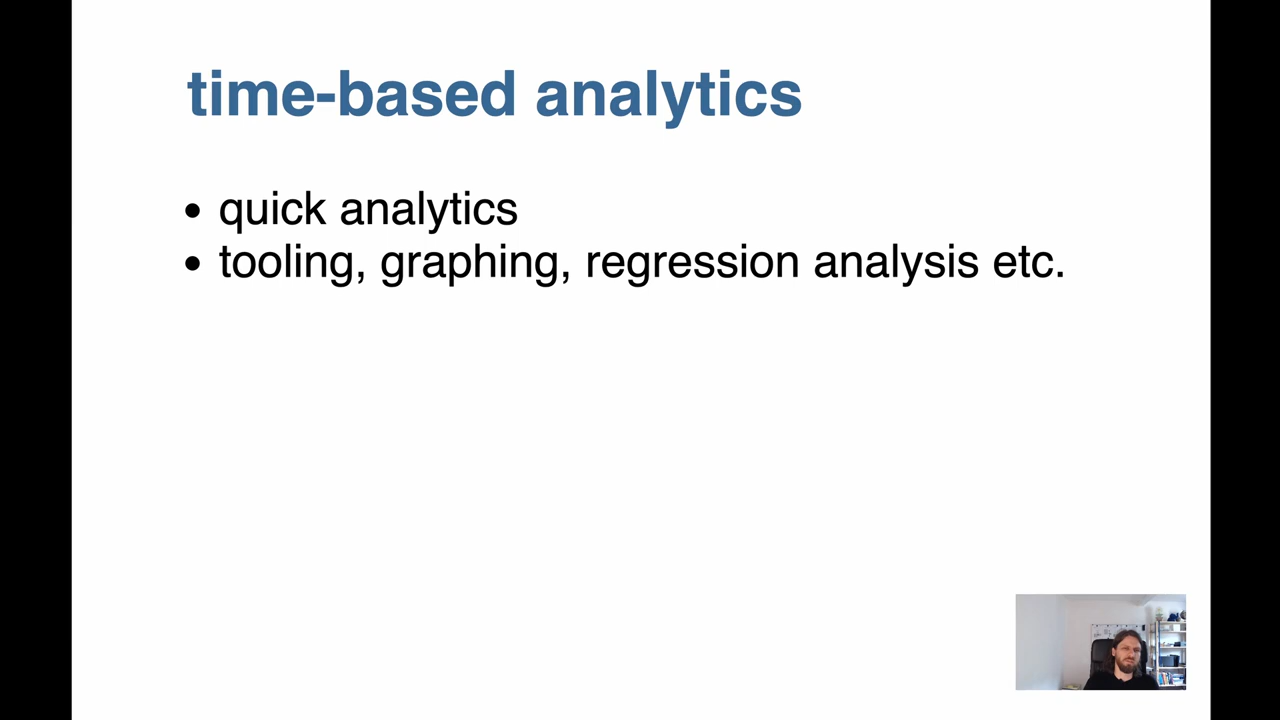 time-based analytics
• quick analytics
• tooling, graphing, regression analysis etc.